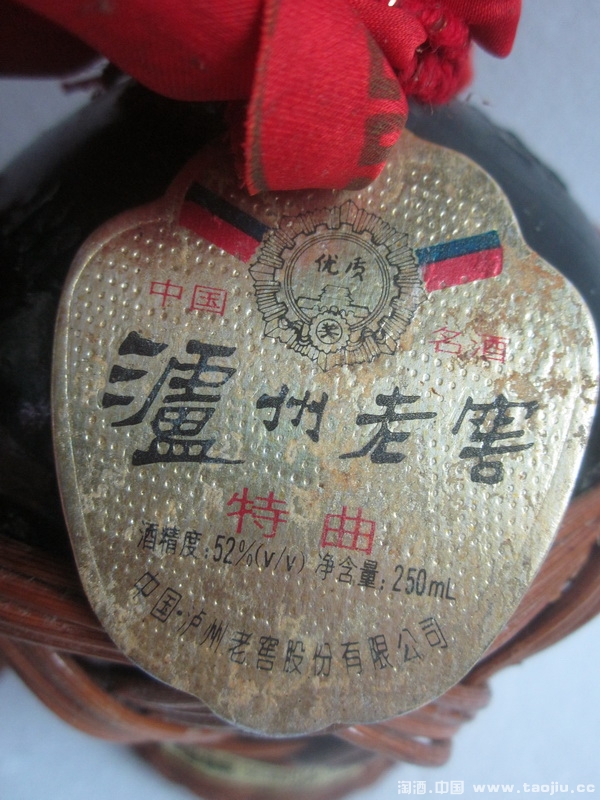 优质
奖
中国 名酒
瀘州老窖
特曲
酒精度:52%(v/v) 净含量:250mL
中国·泸州老窖股份有限公司
淘酒.中国 www.taojiu.cc